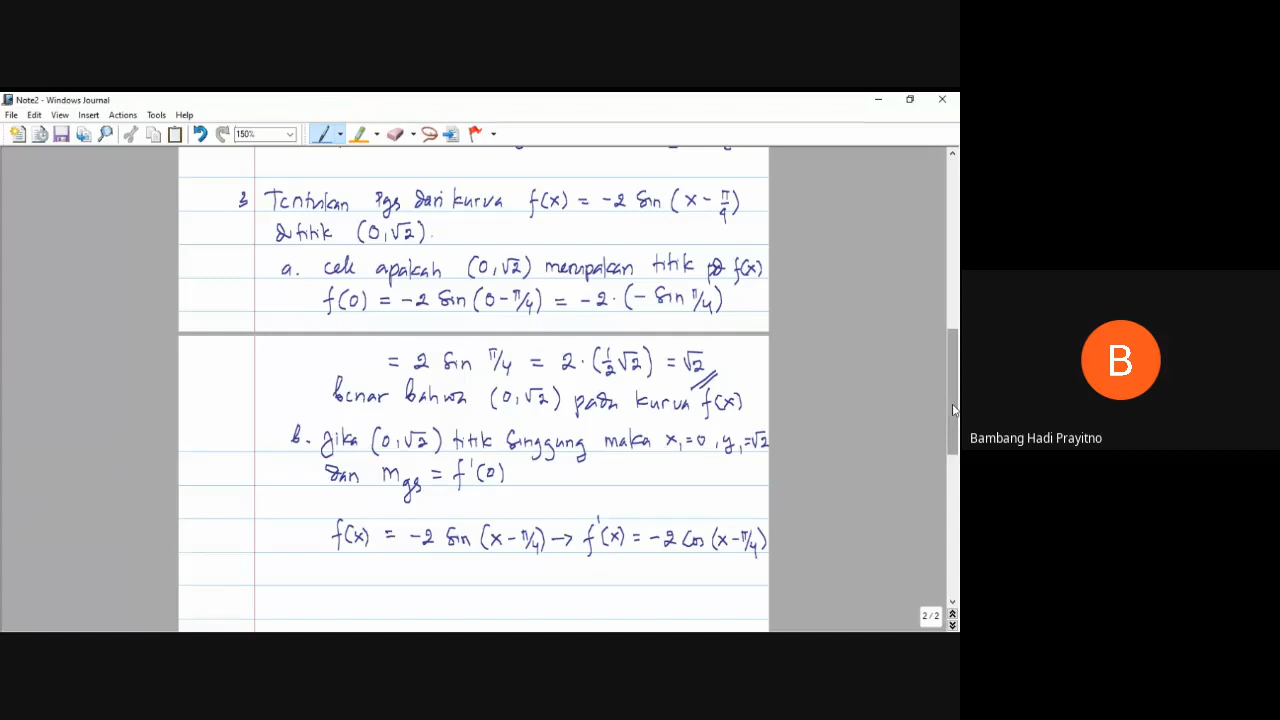 Note2 - Windows Journal
File Edit View Insert Actions Tools Help
150%
3 Tentukan Pgs dari kurva f(x) = -2 sin (x - π/4)
di titik (0,√2).
a. cek apakah (0,√2) merupakan titik pd f(x)
f(0) = -2 sin (0-π/4) = -2 · (- sin π/4)
= 2 sin π/4 = 2 · (1/2 √2) = √2
benar bahwa (0,√2) pada kurva f(x)
b. Jika (0,√2) titik singgung maka x₁=0, y₁=√2
dan m_gs = f'(0)
f(x) = -2 sin (x-π/4) → f'(x) = -2 cos (x-π/4)
2 / 2
B
Bambang Hadi Prayitno